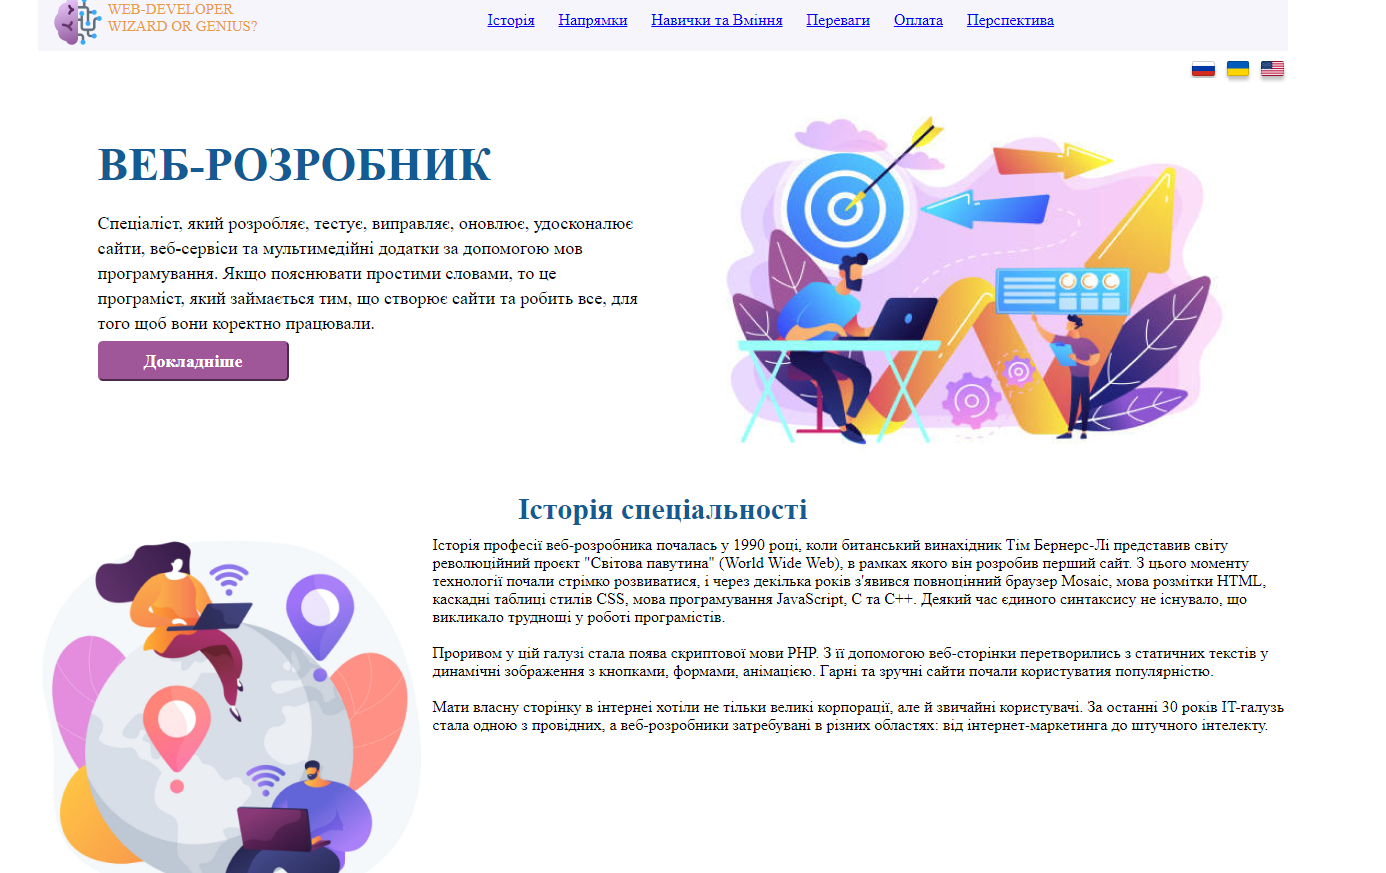 WEB-DEVELOPER
WIZARD OR GENIUS?
Історія Напрямки Навички та Вміння Переваги Оплата Перспектива
ВЕБ-РОЗРОБНИК
Спеціаліст, який розробляє, тестує, виправляє, оновлює, удосконалює
сайти, веб-сервіси та мультимедійні додатки за допомогою мов
програмування. Якщо пояснювати простими словами, то це
програміст, який займається тим, що створює сайти та робить все, для
того щоб вони коректно працювали.
Докладніше
Історія спеціальності
Історія професії веб-розробника почалась у 1990 році, коли битанський винахідник Тім Бернерс-Лі представив світу
революційний проєкт "Світова павутина" (World Wide Web), в рамках якого він розробив перший сайт. З цього моменту
технології почали стрімко розвиватися, і через декілька років з'явився повноцінний браузер Mosaic, мова розмітки HTML,
каскадні таблиці стилів CSS, мова програмування JavaScript, C та C++. Деякий час єдиного синтаксису не існувало, що
викликало труднощі у роботі програмістів.
Проривом у цій галузі стала поява скриптової мови PHP. З її допомогою веб-сторінки перетворились з статичних текстів у
динамічні зображення з кнопками, формами, анімацією. Гарні та зручні сайти почали користуватия популярністю.
Мати власну сторінку в інтернеі хотіли не тільки великі корпорації, але й звичайні користувачі. За останні 30 років ІТ-галузь
стала одною з провідних, а веб-розробники затребувані в різних областях: від інтернет-маркетинга до штучного інтелекту.